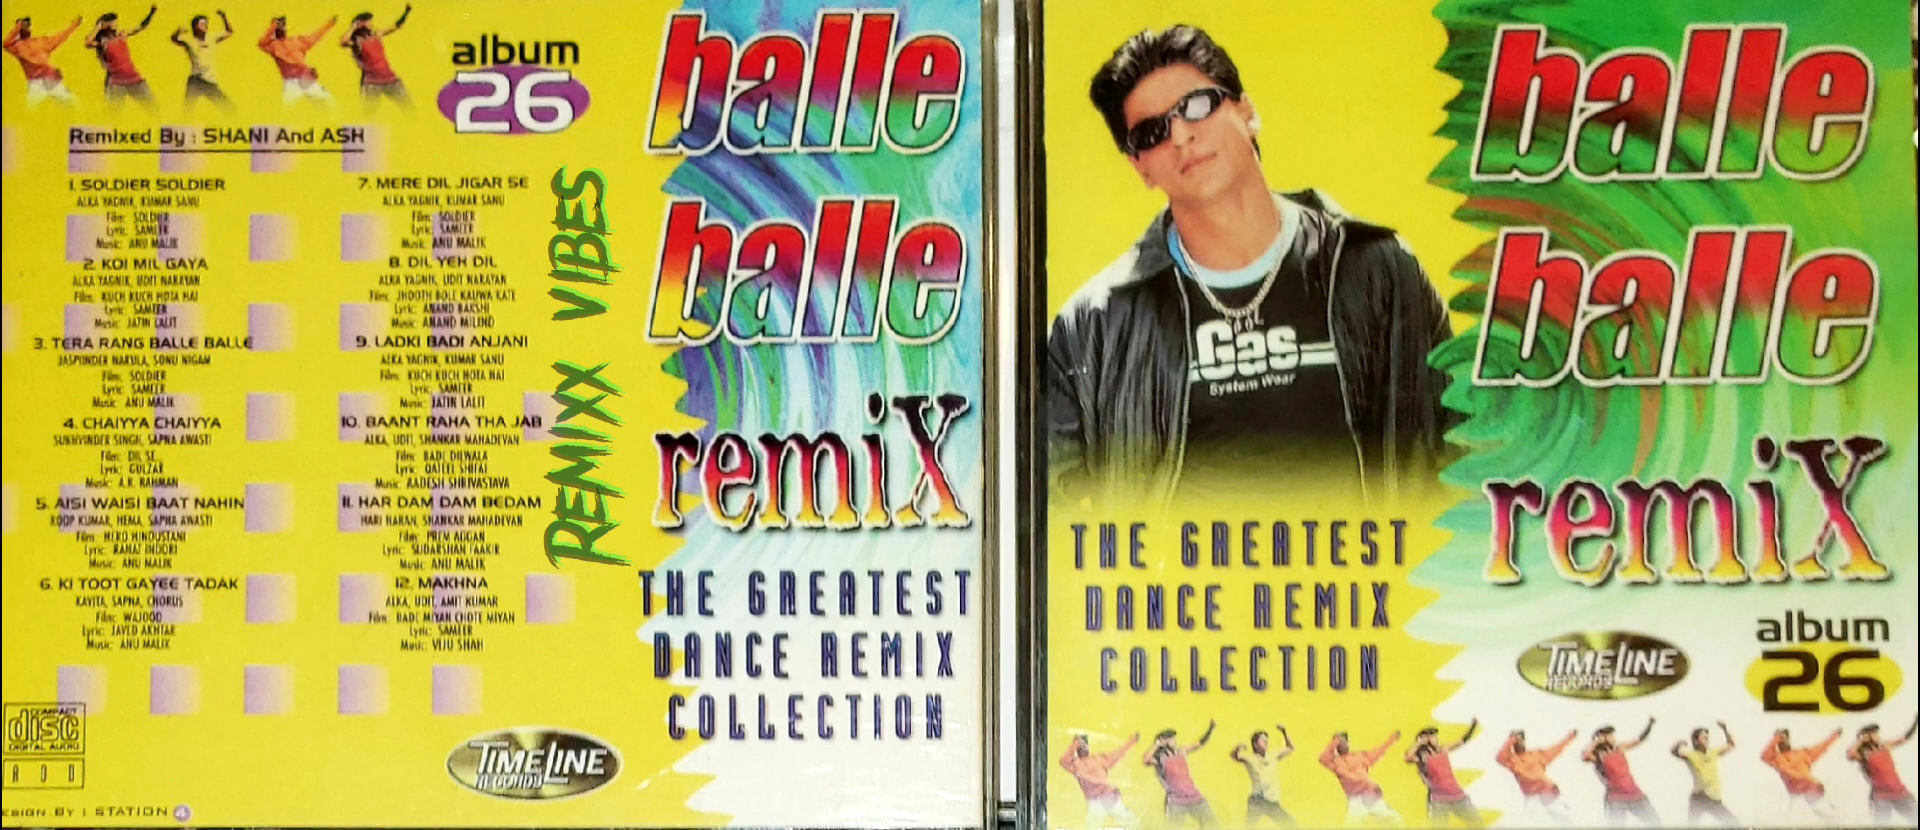 album
26
Remixed By : SHANI And ASH
1. SOLDIER SOLDIER
ALKA YAGNIK, KUMAR SANU
Film: SOLDIER
Lyric: SAMEER
Music: ANU MALIK
2. KOI MIL GAYA
ALKA YAGNIK, UDIT NARAYAN
Film: KUCH KUCH HOTA HAI
Lyric: SAMEER
Music: JATIN LALIT
3. TERA RANG BALLE BALLE
JASPINDER NARULA, SONU NIGAM
Film: SOLDIER
Lyric: SAMEER
Music: ANU MALIK
4. CHAIYYA CHAIYYA
SUKHVINDER SINGH, SAPNA AWASTI
Film: DIL SE
Lyric: GULZAR
Music: A.R. RAHMAN
5. AISI WAISI BAAT NAHIN
ROOP KUMAR, HEMA, SAPNA AWASTI
Film: HERO HINDUSTANI
Lyric: RAHAT INDORI
Music: ANU MALIK
6. KI TOOT GAYEE TADAK
KAVITA, SAPNA, CHORUS
Film: WAJOOD
Lyric: JAVED AKHTAR
Music: ANU MALIK
7. MERE DIL JIGAR SE
ALKA YAGNIK, KUMAR SANU
Film: SOLDIER
Lyric: SAMEER
Music: ANU MALIK
8. DIL YEH DIL
ALKA YAGNIK, UDIT NARAYAN
Film: JHOOTH BOLE KAUWA KATE
Lyric: ANAND BAKSHI
Music: ANAND MILIND
9. LADKI BADI ANJANI
ALKA YAGNIK, KUMAR SANU
Film: KUCH KUCH HOTA HAI
Lyric: SAMEER
Music: JATIN LALIT
10. BAANT RAHA THA JAB
ALKA, UDIT, SHANKAR MAHADEVAN
Film: BADE DILWALA
Lyric: QATEEL SHIFAI
Music: AADESH SHRIVASTAVA
11. HAR DAM DAM BEDAM
HARI HARAN, SHANKAR MAHADEVAN
Film: PREM AGGAN
Lyric: SUDARSHAN FAAKIR
Music: ANU MALIK
12. MAKHNA
ALKA, UDIT, AMIT KUMAR
Film: BADE MIYAN CHOTE MIYAN
Lyric: SAMEER
Music: VIJU SHAH
COMPACT
disc
DIGITAL AUDIO
ADD
ESIGN BY : STATION 4
TIMELINE
RECORDS
REMIXX VIBES
balle
balle
remiX
THE GREATEST
DANCE REMIX
COLLECTION
Gas
System Wear
balle
balle
remiX
THE GREATEST
DANCE REMIX
COLLECTION
TIMELINE
RECORDS
album
26